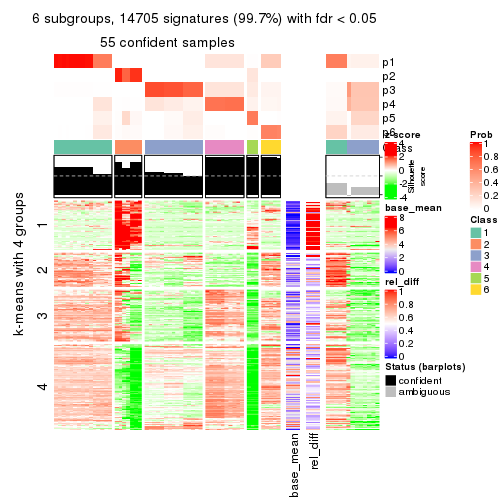 6 subgroups, 14705 signatures (99.7%) with fdr < 0.05
55 confident samples
p1
p2
p3
p4
p5
p6
Class
Silhouette
score
k-means with 4 groups
1
2
3
4
base_mean
rel_diff
z-score
4
2
0
-2
-4
base_mean
8
6
4
2
0
rel_diff
1
0.8
0.6
0.4
0.2
0
Status (barplots)
confident
ambiguous
Prob
1
0.8
0.6
0.4
0.2
0
Class
1
2
3
4
5
6